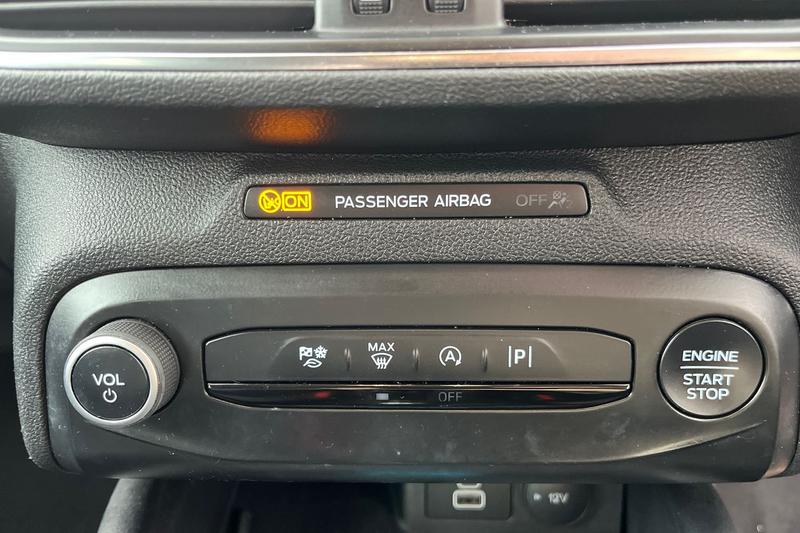 ON PASSENGER AIRBAG OFF
MAX
A
P
VOL
OFF
ENGINE
START
STOP
12V